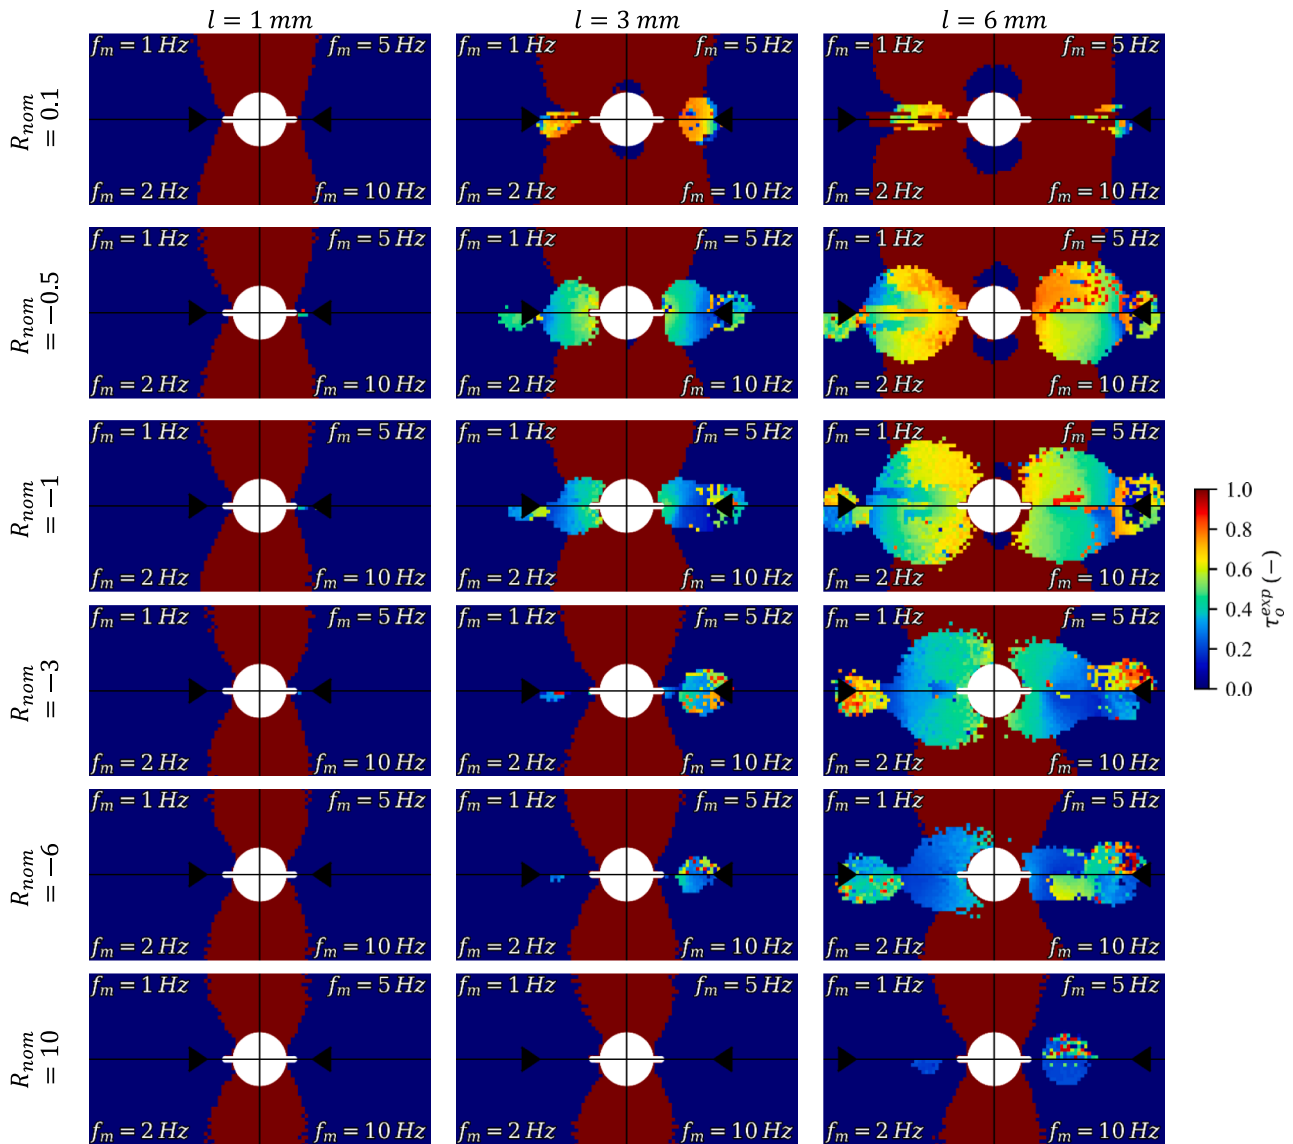 l = 1 mm
l = 3 mm
l = 6 mm
R_nom = 0.1
f_m = 1 Hz
f_m = 5 Hz
f_m = 2 Hz
f_m = 10 Hz
f_m = 1 Hz
f_m = 5 Hz
f_m = 2 Hz
f_m = 10 Hz
f_m = 1 Hz
f_m = 5 Hz
f_m = 2 Hz
f_m = 10 Hz
R_nom = −0.5
f_m = 1 Hz
f_m = 5 Hz
f_m = 2 Hz
f_m = 10 Hz
f_m = 1 Hz
f_m = 5 Hz
f_m = 2 Hz
f_m = 10 Hz
f_m = 1 Hz
f_m = 5 Hz
f_m = 2 Hz
f_m = 10 Hz
R_nom = −1
f_m = 1 Hz
f_m = 5 Hz
f_m = 2 Hz
f_m = 10 Hz
f_m = 1 Hz
f_m = 5 Hz
f_m = 2 Hz
f_m = 10 Hz
f_m = 1 Hz
f_m = 5 Hz
f_m = 2 Hz
f_m = 10 Hz
R_nom = −3
f_m = 1 Hz
f_m = 5 Hz
f_m = 2 Hz
f_m = 10 Hz
f_m = 1 Hz
f_m = 5 Hz
f_m = 2 Hz
f_m = 10 Hz
f_m = 1 Hz
f_m = 5 Hz
f_m = 2 Hz
f_m = 10 Hz
R_nom = −6
f_m = 1 Hz
f_m = 5 Hz
f_m = 2 Hz
f_m = 10 Hz
f_m = 1 Hz
f_m = 5 Hz
f_m = 2 Hz
f_m = 10 Hz
f_m = 1 Hz
f_m = 5 Hz
f_m = 2 Hz
f_m = 10 Hz
R_nom = 10
f_m = 1 Hz
f_m = 5 Hz
f_m = 2 Hz
f_m = 10 Hz
f_m = 1 Hz
f_m = 5 Hz
f_m = 2 Hz
f_m = 10 Hz
f_m = 1 Hz
f_m = 5 Hz
f_m = 2 Hz
f_m = 10 Hz
1.0
0.8
0.6
0.4
0.2
0.0
τ_o^exp (−)